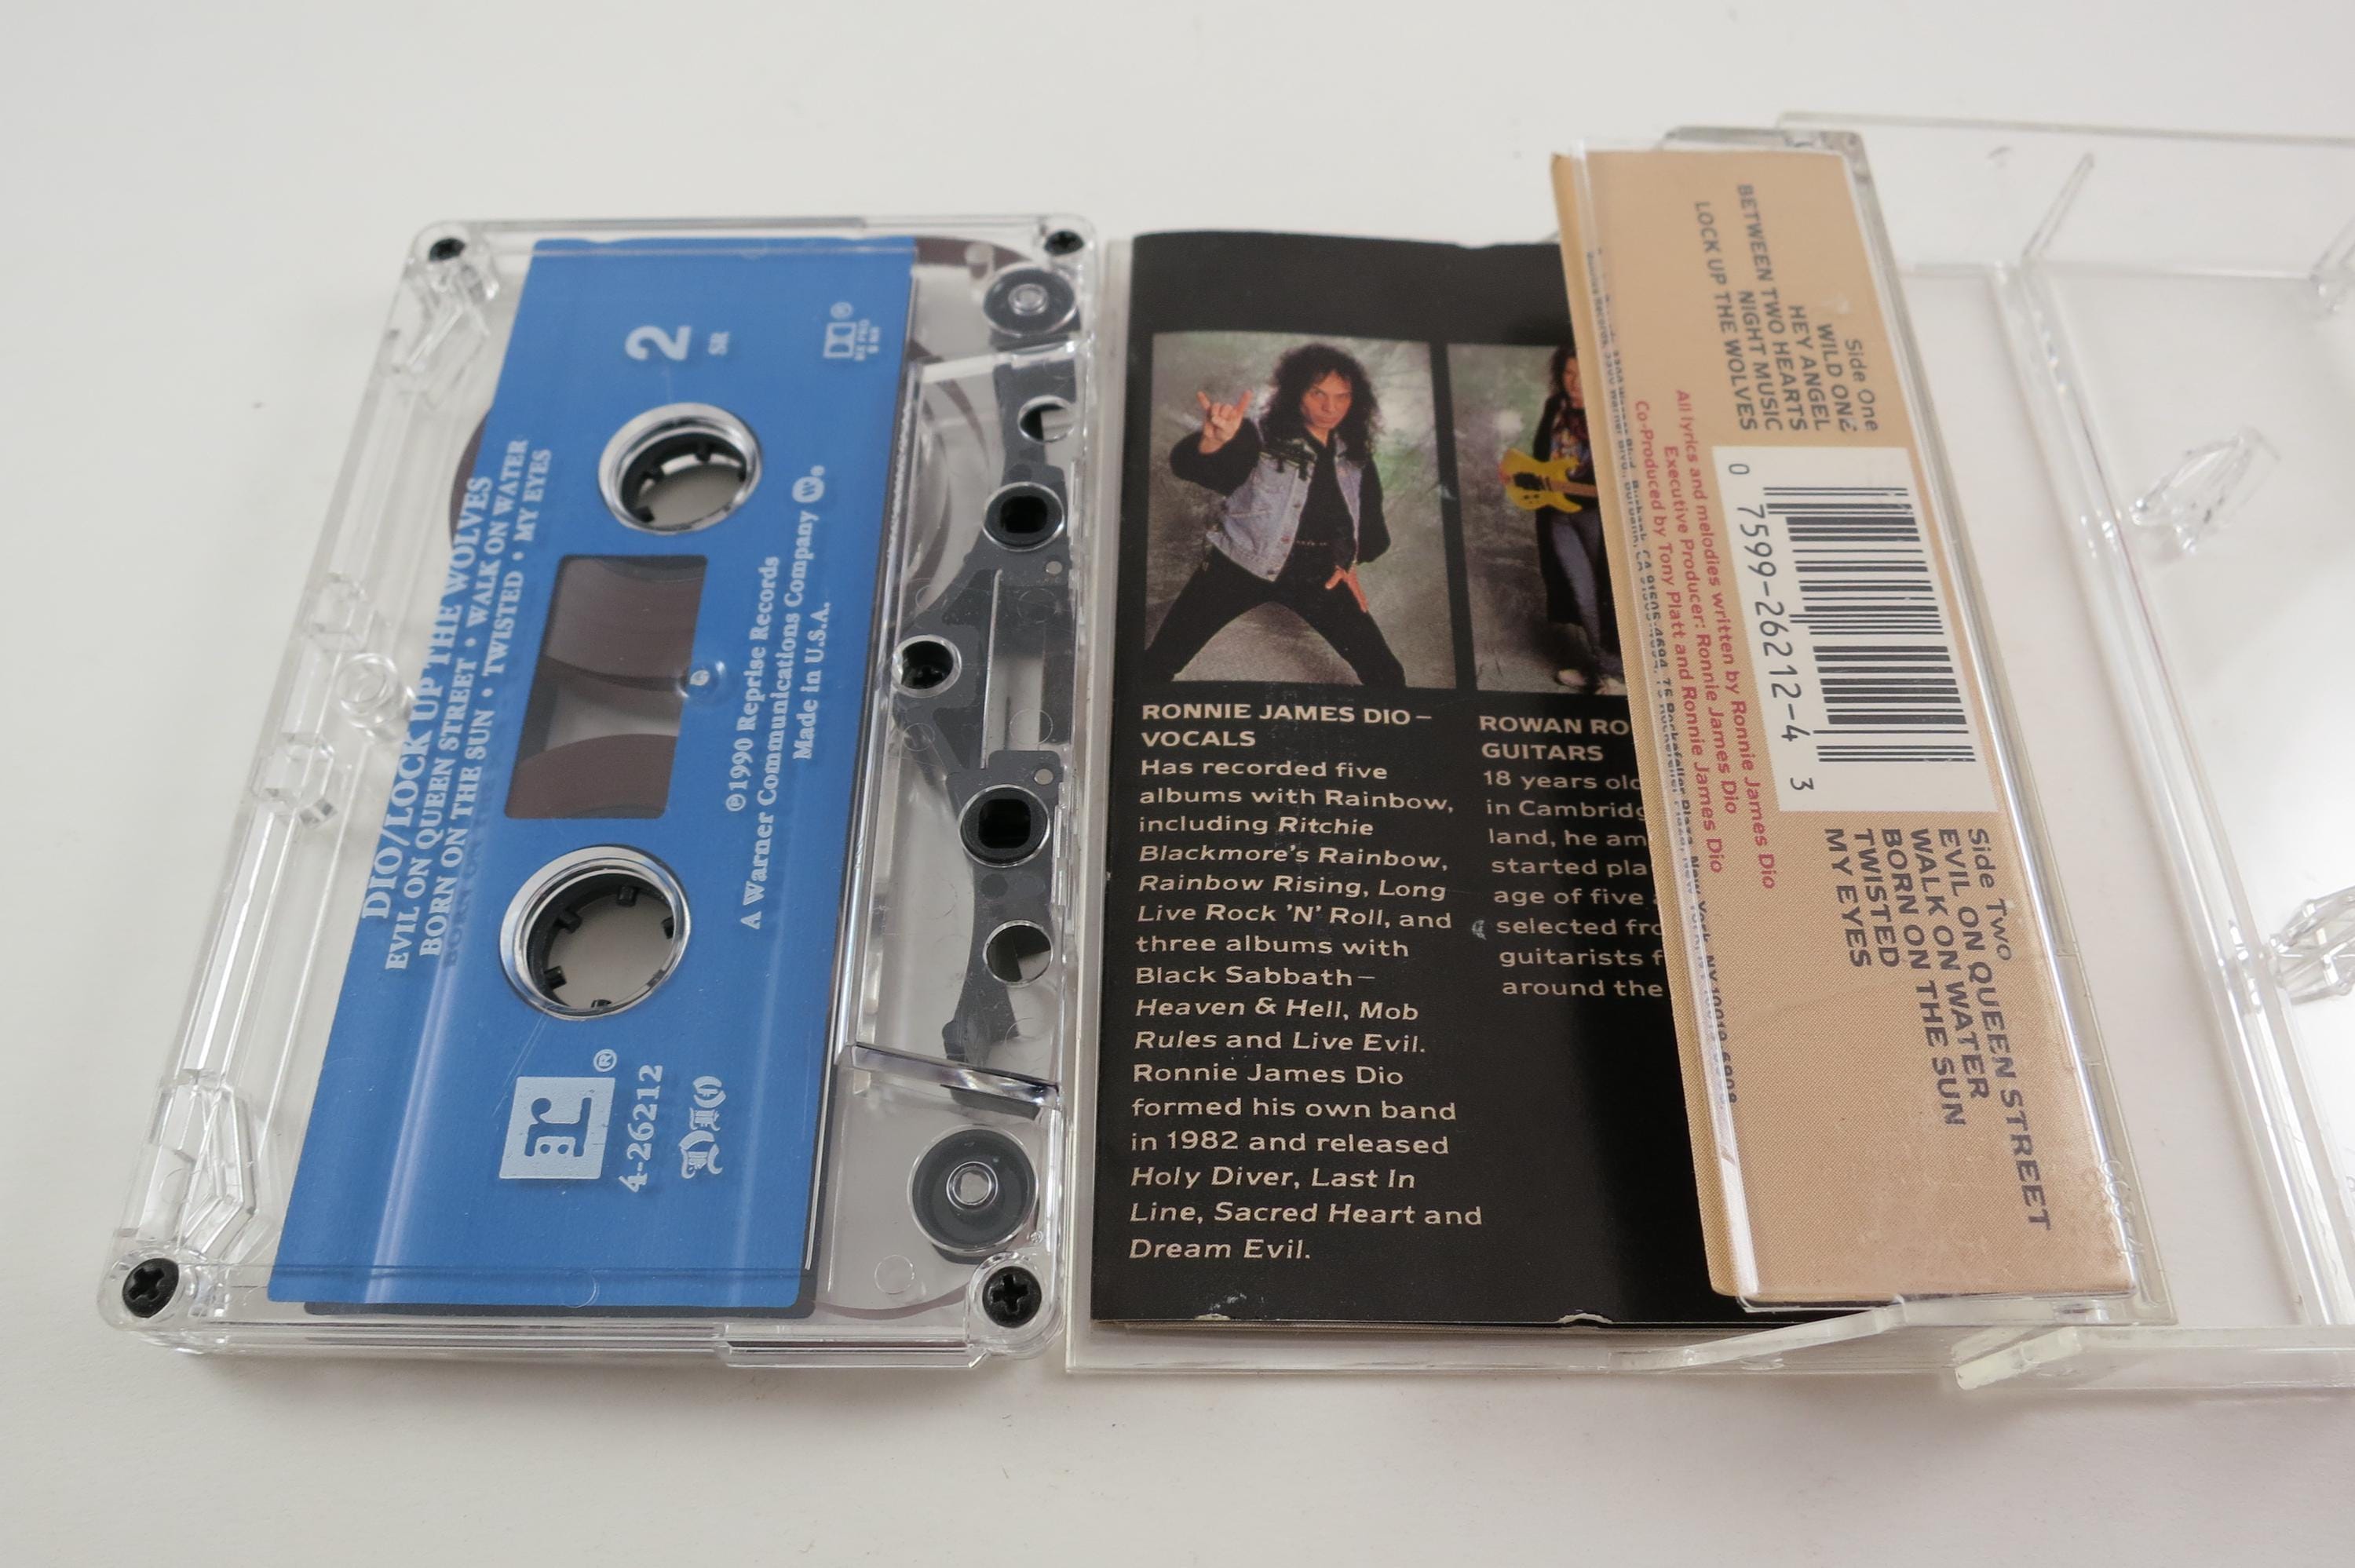 DIO/LOCK UP THE WOLVES
EVIL ON QUEEN STREET • WALK ON WATER
BORN ON THE SUN • TWISTED • MY EYES
2
SR
©1990 Reprise Records
A Warner Communications Company
Made in U.S.A.
r
®
4-26212
DIO
RONNIE JAMES DIO –
VOCALS
Has recorded five
albums with Rainbow,
including Ritchie
Blackmore's Rainbow,
Rainbow Rising, Long
Live Rock 'N' Roll, and
three albums with
Black Sabbath –
Heaven & Hell, Mob
Rules and Live Evil.
Ronnie James Dio
formed his own band
in 1982 and released
Holy Diver, Last In
Line, Sacred Heart and
Dream Evil.
ROWAN RO
GUITARS
18 years old
in Cambridg
land, he am
started pla
age of five
selected fro
guitarists f
around the
Side One
WILD ONE
HEY ANGEL
BETWEEN TWO HEARTS
NIGHT MUSIC
LOCK UP THE WOLVES
0 7599-26212-4 3
Side Two
EVIL ON QUEEN STREET
WALK ON WATER
BORN ON THE SUN
TWISTED
MY EYES
All lyrics and melodies written by Ronnie James Dio
Executive Producer: Ronnie James Dio
Co-Produced by Tony Platt and Ronnie James Dio